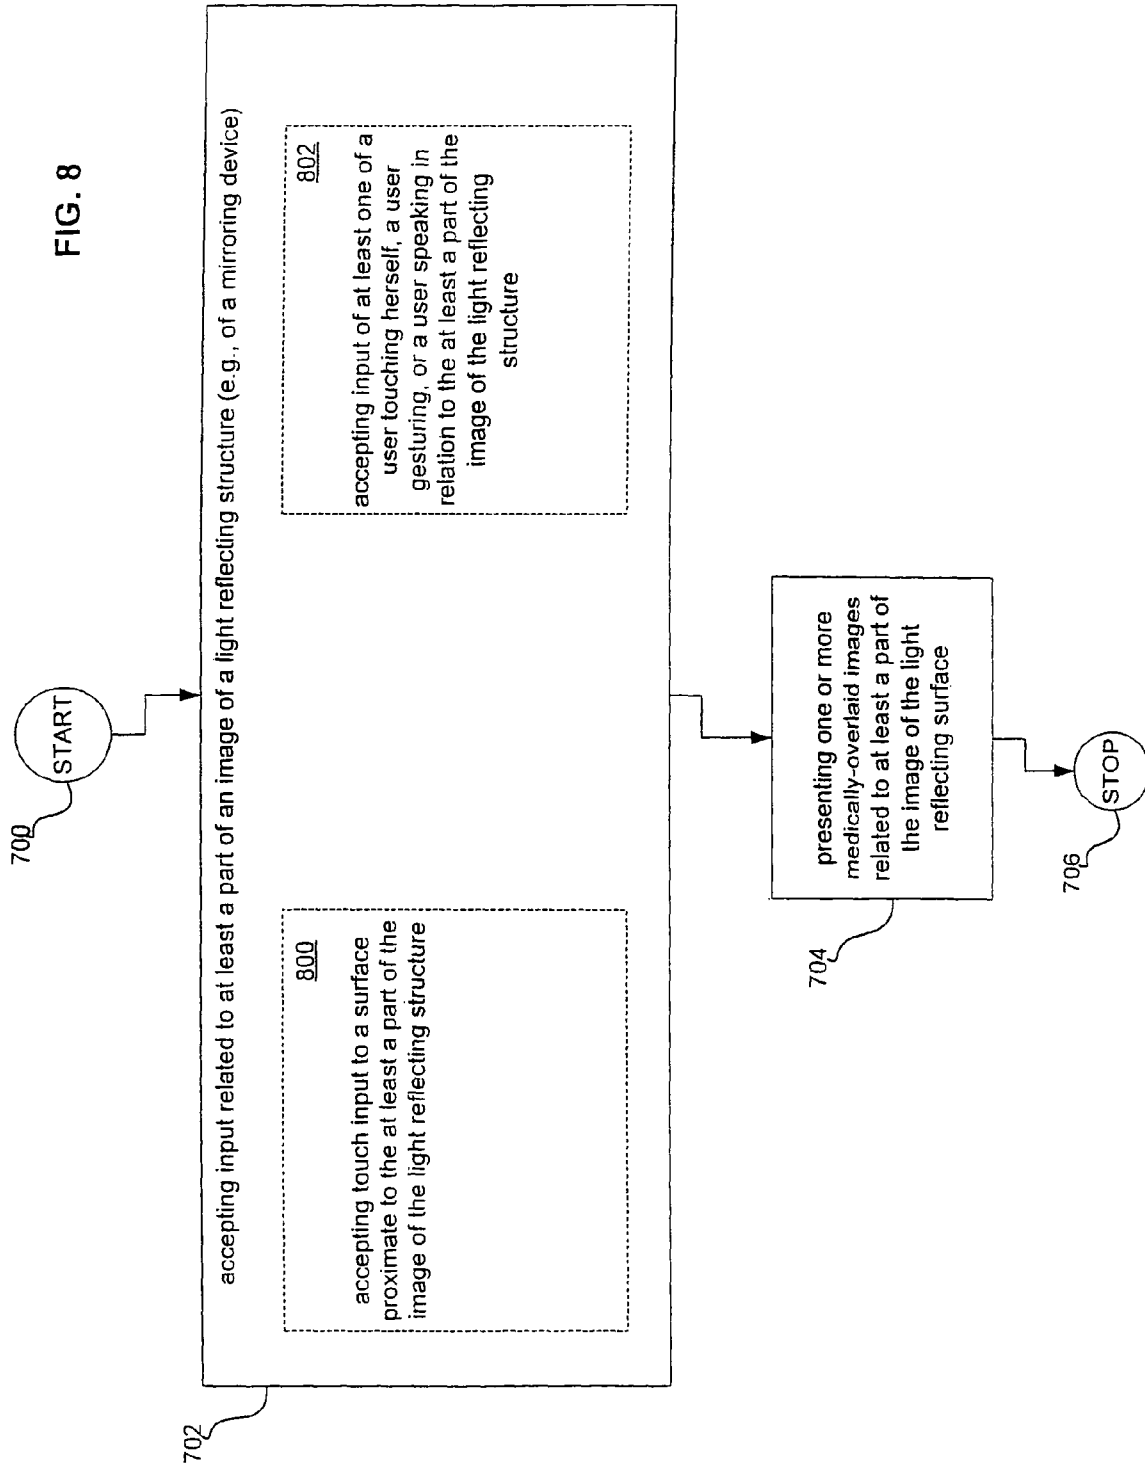 FIG. 8
START
700
accepting input related to at least a part of an image of a light reflecting structure (e.g., of a mirroring device)
702
800
accepting touch input to a surface
proximate to the at least a part of the
image of the light reflecting structure
802
accepting input of at least one of a
user touching herself, a user
gesturing, or a user speaking in
relation to the at least a part of the
image of the light reflecting
structure
presenting one or more
medically-overlaid images
related to at least a part of
the image of the light
reflecting surface
704
STOP
706